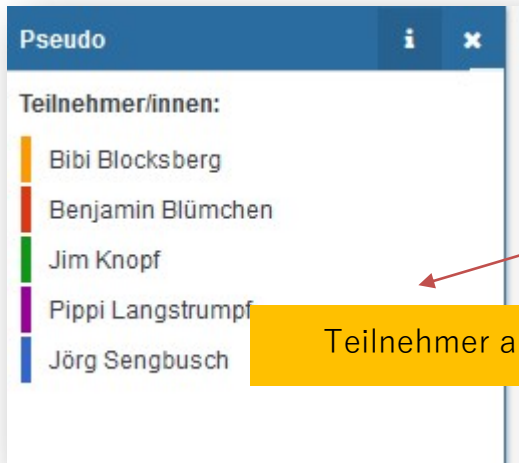 Pseudo
Teilnehmer/innen:
Bibi Blocksberg
Benjamin Blümchen
Jim Knopf
Pippi Langstrumpf
Jörg Sengbusch
Teilnehmer a